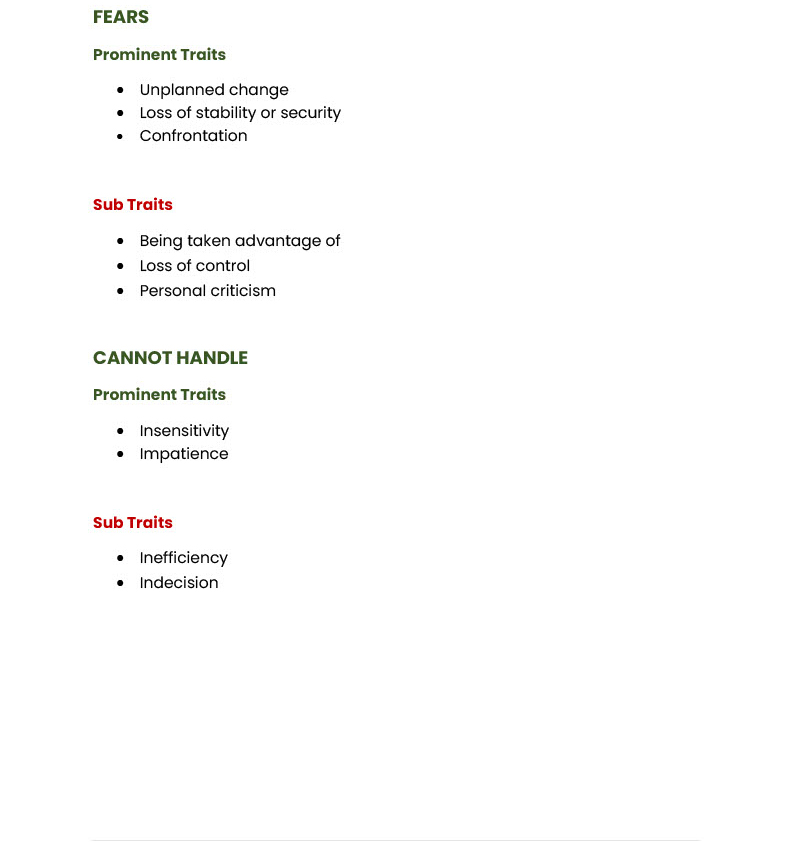 FEARS
Prominent Traits
• Unplanned change
• Loss of stability or security
• Confrontation
Sub Traits
• Being taken advantage of
• Loss of control
• Personal criticism
CANNOT HANDLE
Prominent Traits
• Insensitivity
• Impatience
Sub Traits
• Inefficiency
• Indecision